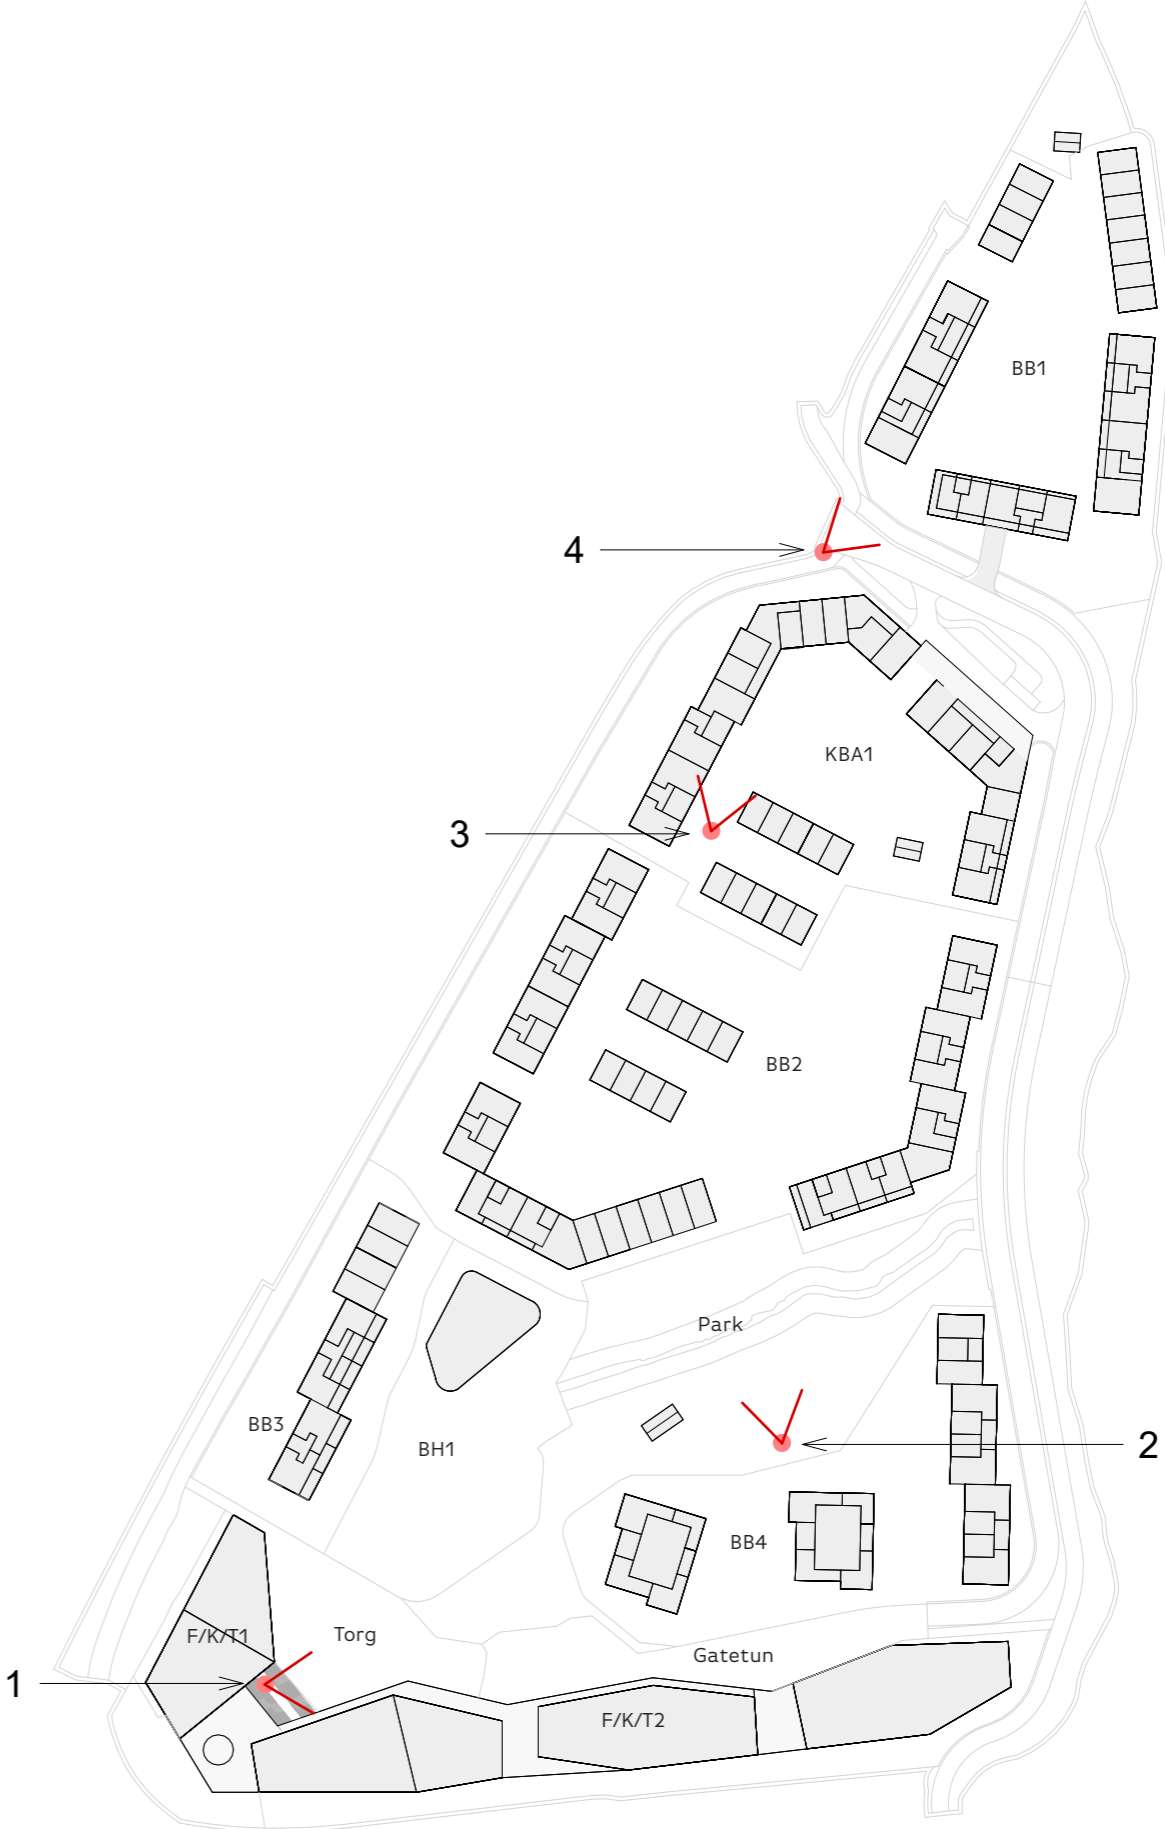 BB1
4
KBA1
3
BB2
Park
BB3
BH1
2
BB4
F/K/T1
Torg
Gatetun
1
F/K/T2